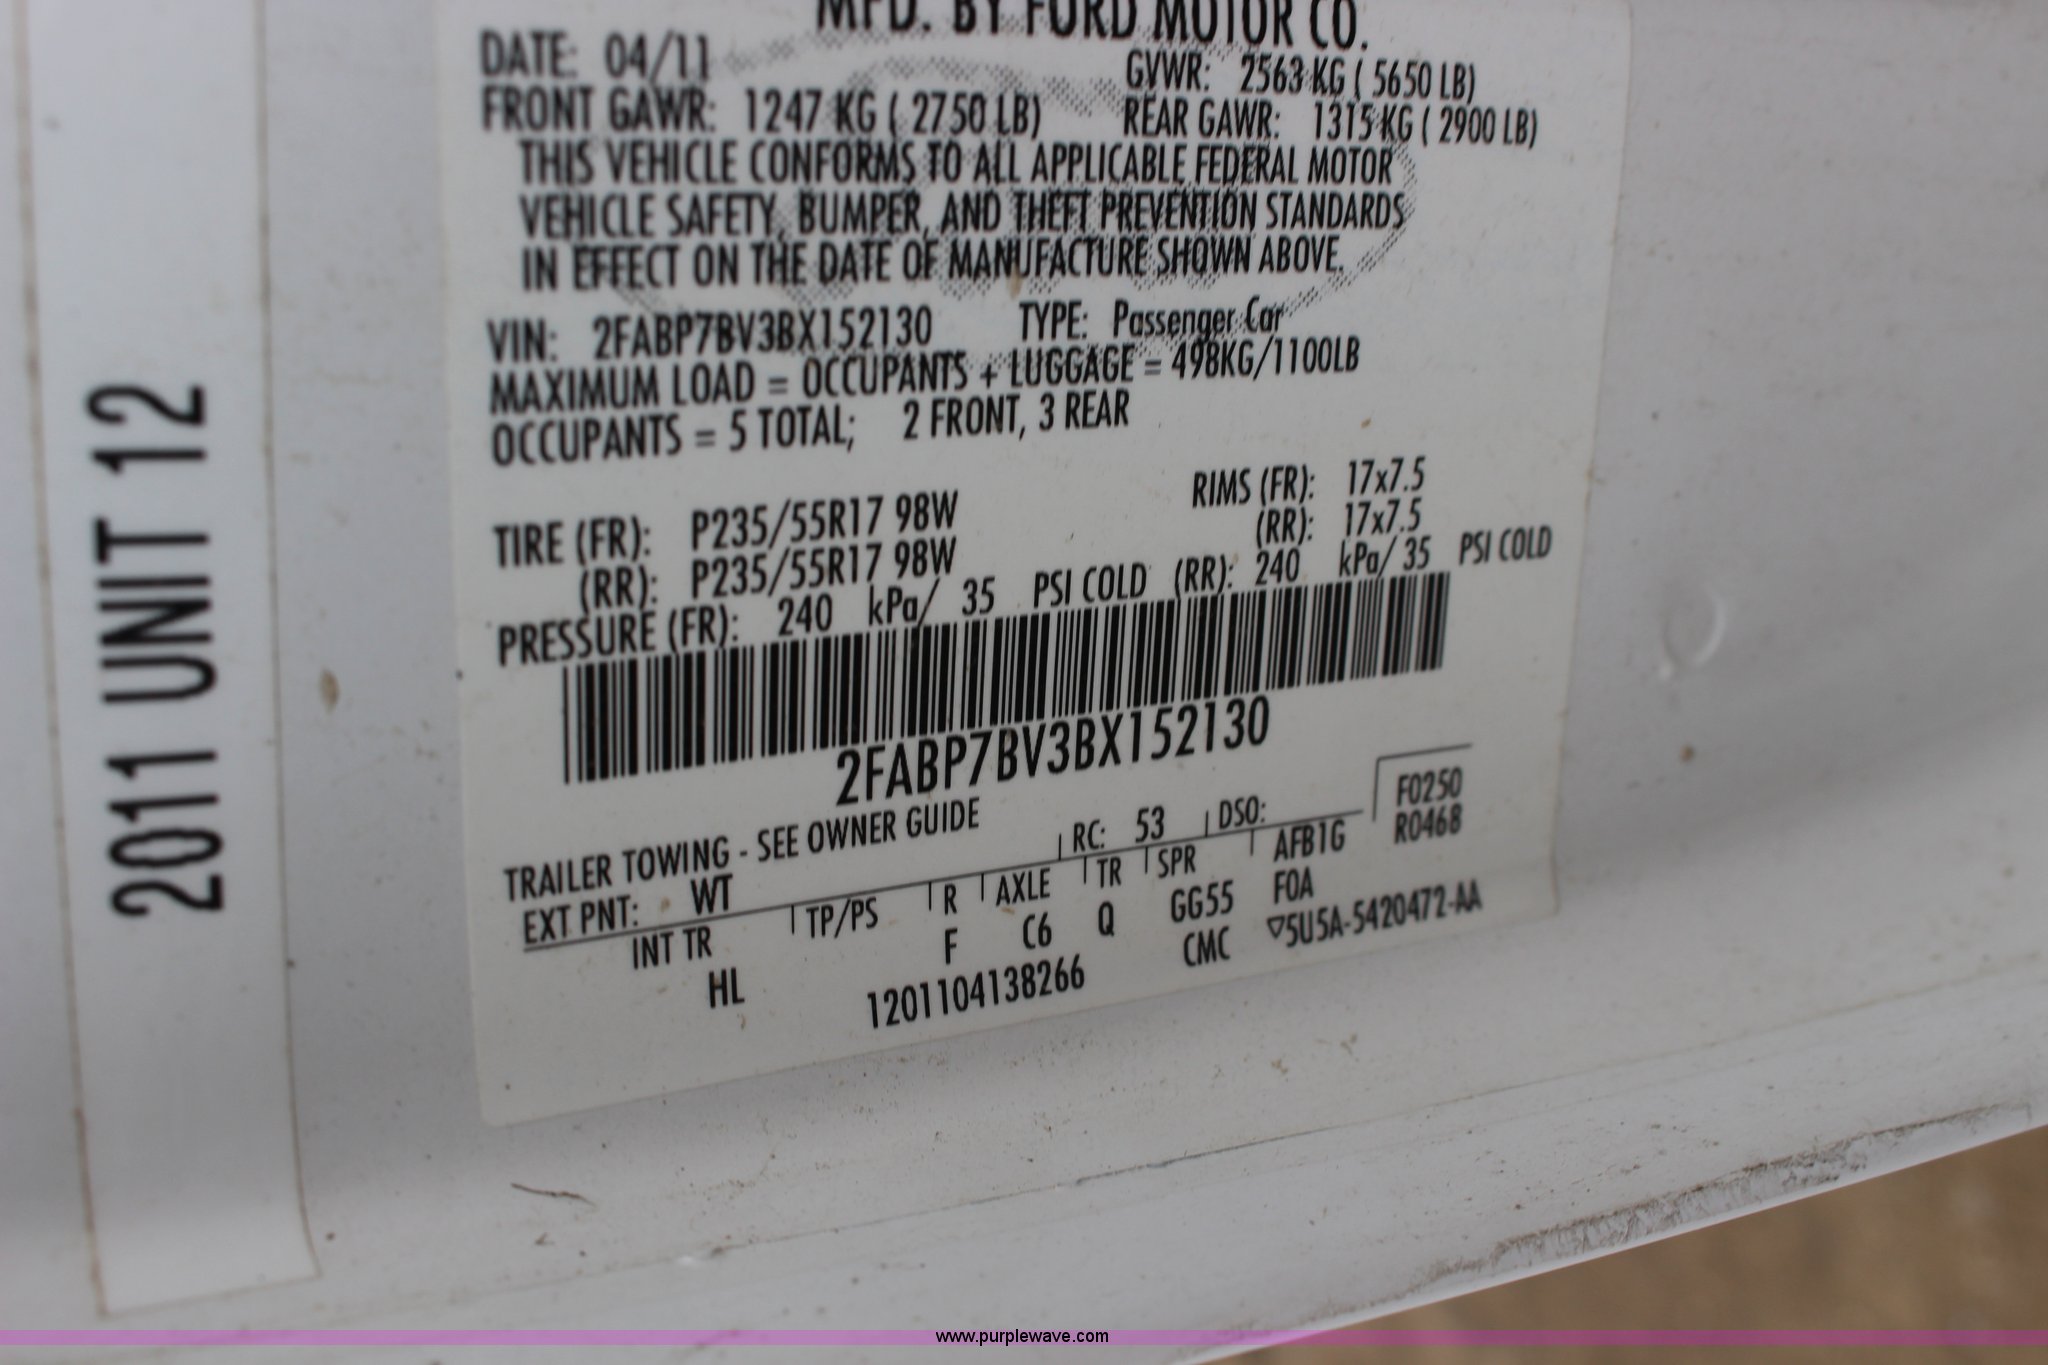 MFD. BY FORD MOTOR CO.
DATE: 04/11 GVWR: 2563 KG ( 5650 LB)
FRONT GAWR: 1247 KG ( 2750 LB) REAR GAWR: 1315 KG ( 2900 LB)
THIS VEHICLE CONFORMS TO ALL APPLICABLE FEDERAL MOTOR
VEHICLE SAFETY, BUMPER, AND THEFT PREVENTION STANDARDS
IN EFFECT ON THE DATE OF MANUFACTURE SHOWN ABOVE.
VIN: 2FABP7BV3BX152130 TYPE: Passenger Car
MAXIMUM LOAD = OCCUPANTS + LUGGAGE = 498KG/1100LB
OCCUPANTS = 5 TOTAL; 2 FRONT, 3 REAR
TIRE (FR): P235/55R17 98W RIMS (FR): 17x7.5
(RR): P235/55R17 98W (RR): 17x7.5
PRESSURE (FR): 240 kPa/ 35 PSI COLD (RR): 240 kPa/ 35 PSI COLD
2FABP7BV3BX152130
TRAILER TOWING - SEE OWNER GUIDE
EXT PNT: WT RC: 53 DSO: F0250
INT TR TP/PS R AXLE TR SPR AFB1G R0468
HL F C6 Q GG55 FOA
1201104138266 CMC ▽5U5A-5420472-AA
2011 UNIT 12
www.purplewave.com